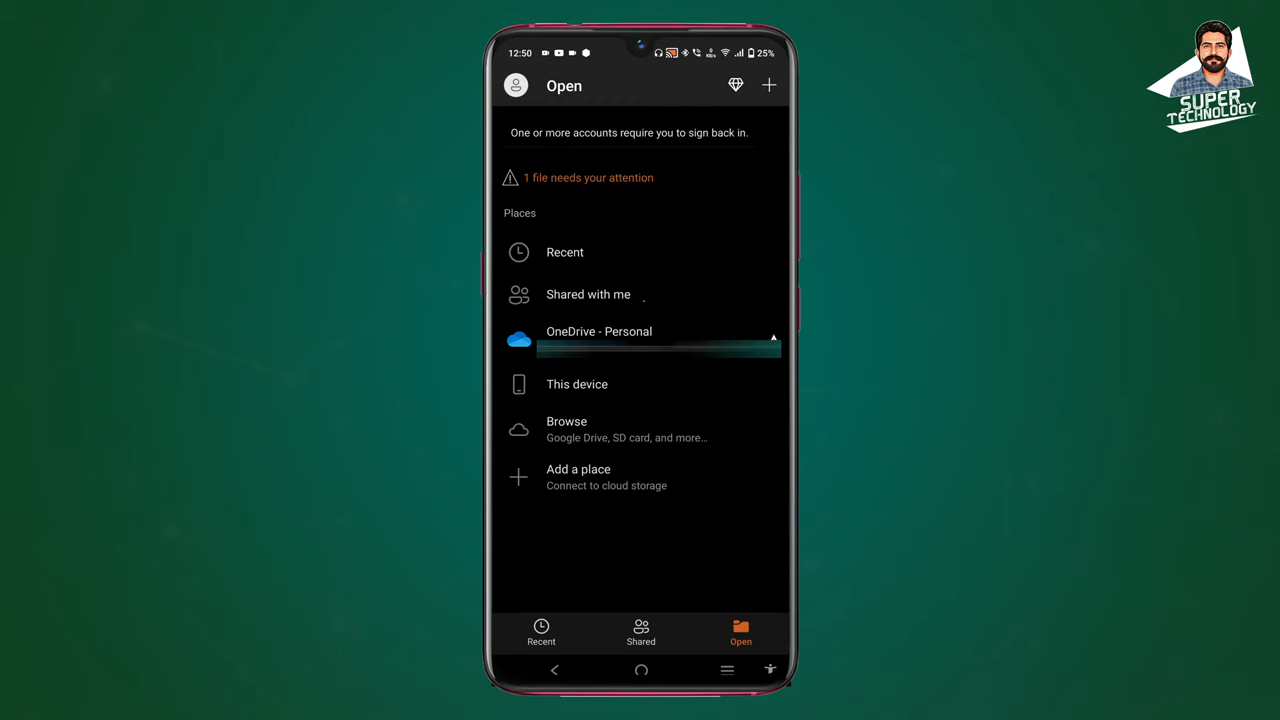 12:50
25%
Open
One or more accounts require you to sign back in.
1 file needs your attention
Places
Recent
Shared with me
OneDrive - Personal
This device
Browse
Google Drive, SD card, and more...
Add a place
Connect to cloud storage
Recent
Shared
Open
SUPER
TECHNOLOGY